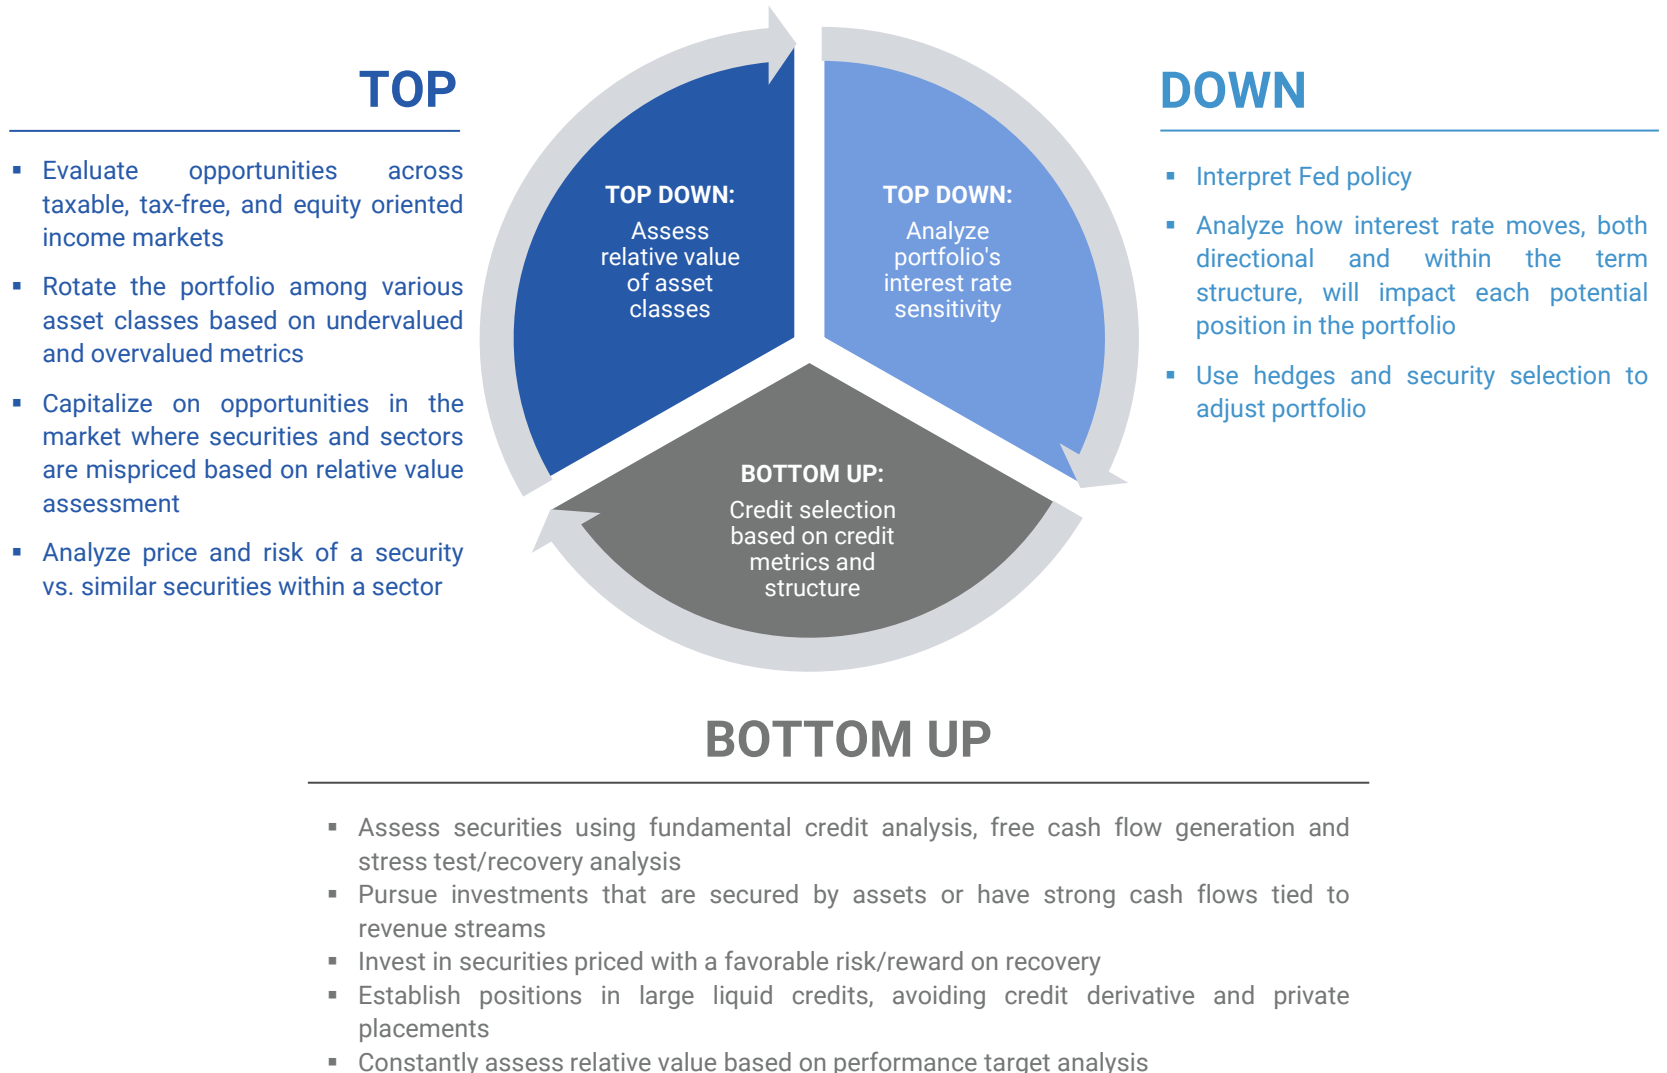 TOP
Evaluate opportunities across
taxable, tax-free, and equity oriented
income markets
Rotate the portfolio among various
asset classes based on undervalued
and overvalued metrics
Capitalize on opportunities in the
market where securities and sectors
are mispriced based on relative value
assessment
Analyze price and risk of a security
vs. similar securities within a sector
TOP DOWN:
Assess
relative value
of asset
classes
TOP DOWN:
Analyze
portfolio's
interest rate
sensitivity
BOTTOM UP:
Credit selection
based on credit
metrics and
structure
DOWN
Interpret Fed policy
Analyze how interest rate moves, both
directional and within the term
structure, will impact each potential
position in the portfolio
Use hedges and security selection to
adjust portfolio
BOTTOM UP
Assess securities using fundamental credit analysis, free cash flow generation and
stress test/recovery analysis
Pursue investments that are secured by assets or have strong cash flows tied to
revenue streams
Invest in securities priced with a favorable risk/reward on recovery
Establish positions in large liquid credits, avoiding credit derivative and private
placements
Constantly assess relative value based on performance target analysis